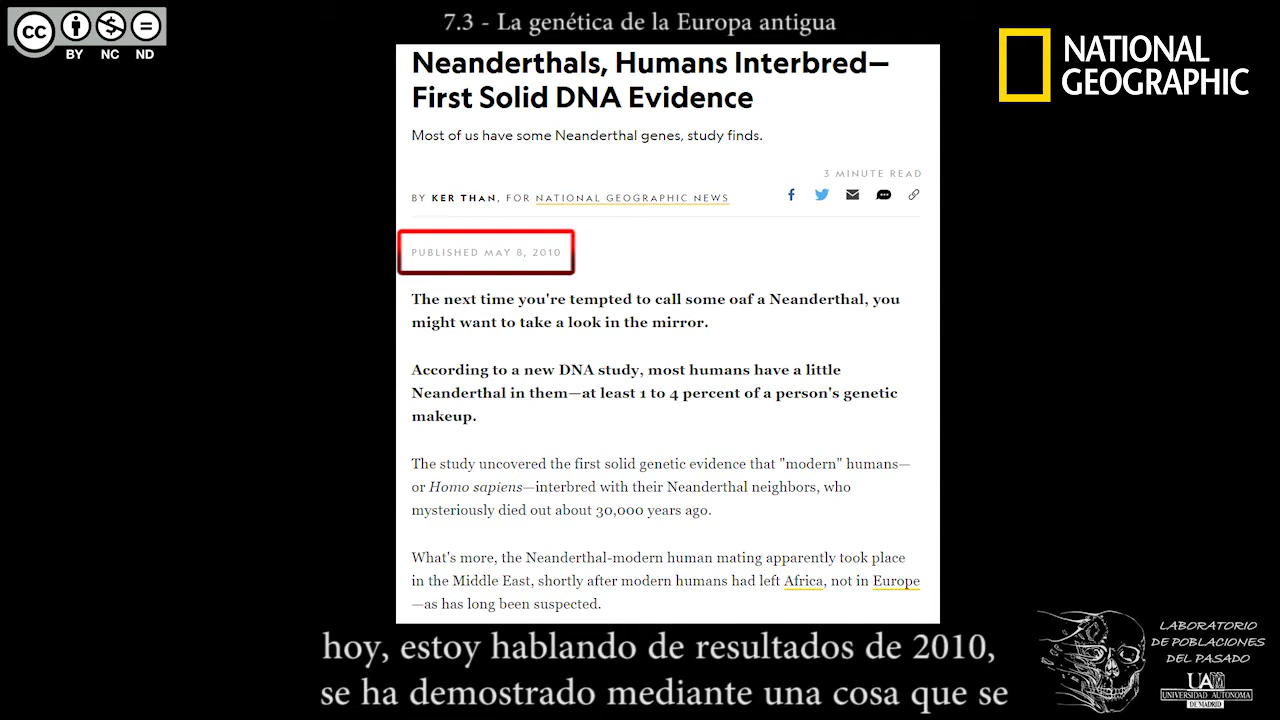 7.3 - La genética de la Europa antigua
CC
BY NC ND
NATIONAL
GEOGRAPHIC
Neanderthals, Humans Interbred—
First Solid DNA Evidence
Most of us have some Neanderthal genes, study finds.
3 MINUTE READ
BY KER THAN, FOR NATIONAL GEOGRAPHIC NEWS
PUBLISHED MAY 8, 2010
The next time you're tempted to call some oaf a Neanderthal, you
might want to take a look in the mirror.
According to a new DNA study, most humans have a little
Neanderthal in them—at least 1 to 4 percent of a person's genetic
makeup.
The study uncovered the first solid genetic evidence that "modern" humans—
or Homo sapiens—interbred with their Neanderthal neighbors, who
mysteriously died out about 30,000 years ago.
What's more, the Neanderthal-modern human mating apparently took place
in the Middle East, shortly after modern humans had left Africa, not in Europe
—as has long been suspected.
hoy, estoy hablando de resultados de 2010,
se ha demostrado mediante una cosa que se
LABORATORIO
DE POBLACIONES
DEL PASADO
UAM
UNIVERSIDAD AUTONOMA
DE MADRID